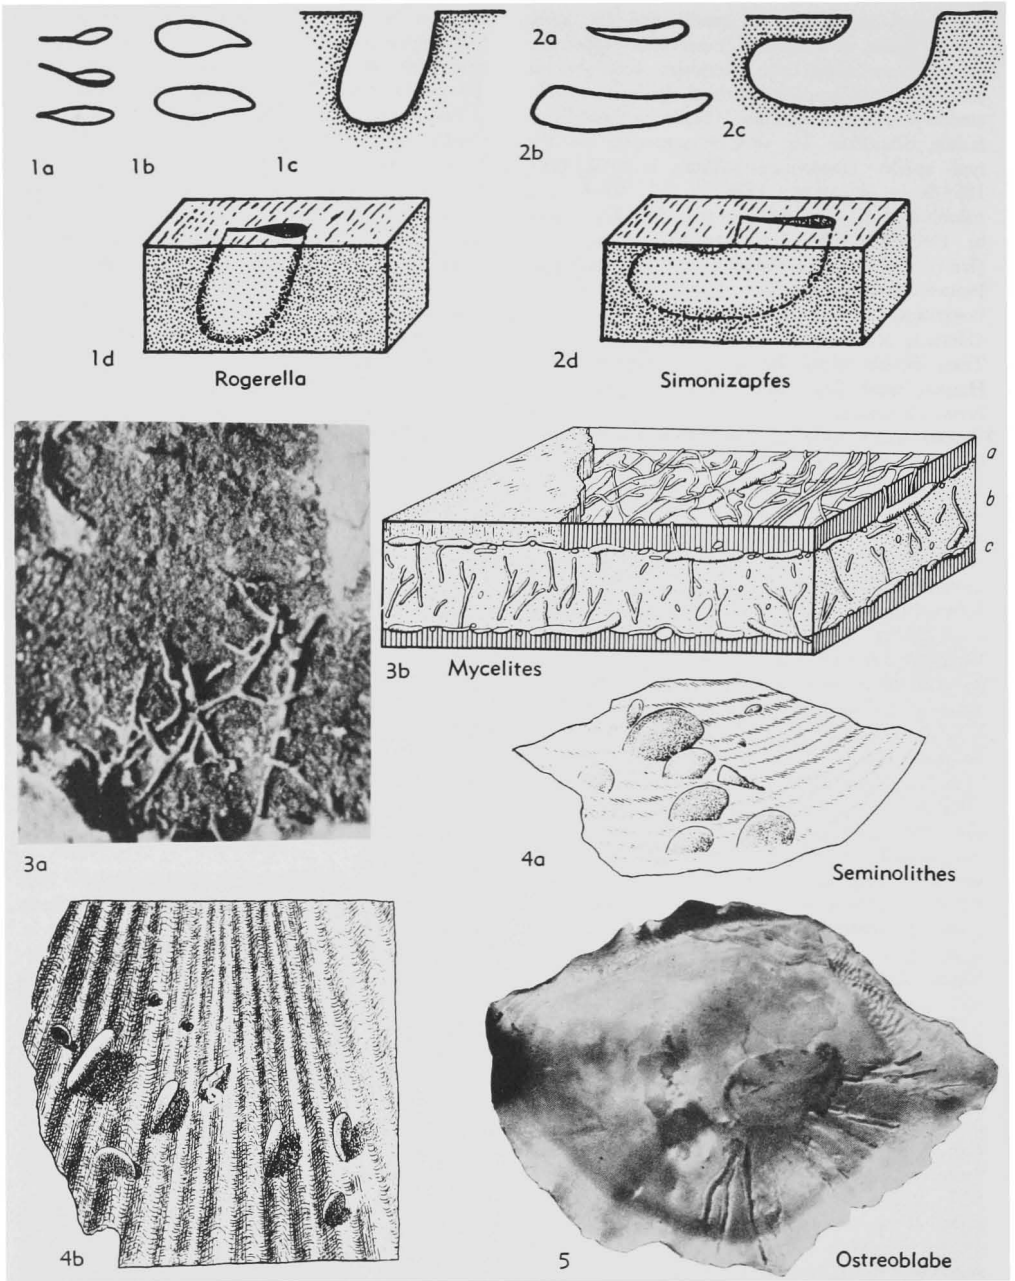 1a
1b
1c
2a
2b
2c
1d
Rogerella
2d
Simonizapfes
a
b
c
3a
3b
Mycelites
4a
Seminolithes
4b
5
Ostreoblabe